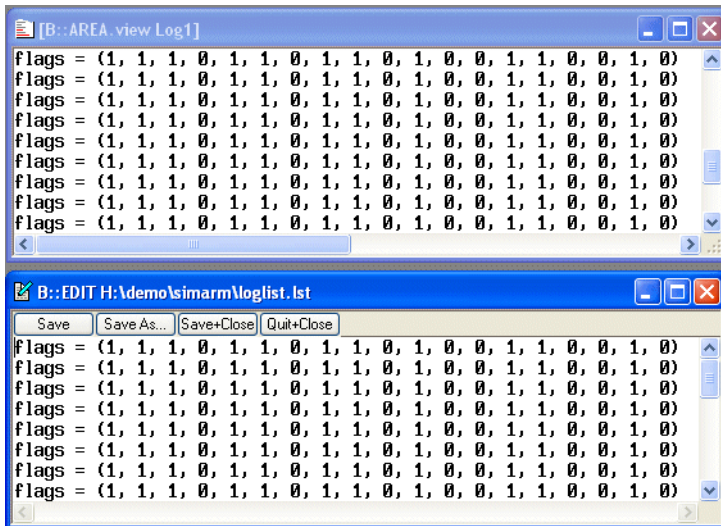 [B::AREA.view Log1]
flags = (1, 1, 1, 0, 1, 1, 0, 1, 1, 0, 1, 0, 0, 1, 1, 0, 0, 1, 0)
flags = (1, 1, 1, 0, 1, 1, 0, 1, 1, 0, 1, 0, 0, 1, 1, 0, 0, 1, 0)
flags = (1, 1, 1, 0, 1, 1, 0, 1, 1, 0, 1, 0, 0, 1, 1, 0, 0, 1, 0)
flags = (1, 1, 1, 0, 1, 1, 0, 1, 1, 0, 1, 0, 0, 1, 1, 0, 0, 1, 0)
flags = (1, 1, 1, 0, 1, 1, 0, 1, 1, 0, 1, 0, 0, 1, 1, 0, 0, 1, 0)
flags = (1, 1, 1, 0, 1, 1, 0, 1, 1, 0, 1, 0, 0, 1, 1, 0, 0, 1, 0)
flags = (1, 1, 1, 0, 1, 1, 0, 1, 1, 0, 1, 0, 0, 1, 1, 0, 0, 1, 0)
flags = (1, 1, 1, 0, 1, 1, 0, 1, 1, 0, 1, 0, 0, 1, 1, 0, 0, 1, 0)
flags = (1, 1, 1, 0, 1, 1, 0, 1, 1, 0, 1, 0, 0, 1, 1, 0, 0, 1, 0)
B::EDIT H:\demo\simarm\loglist.lst
Save Save As... Save+Close Quit+Close
flags = (1, 1, 1, 0, 1, 1, 0, 1, 1, 0, 1, 0, 0, 1, 1, 0, 0, 1, 0)
flags = (1, 1, 1, 0, 1, 1, 0, 1, 1, 0, 1, 0, 0, 1, 1, 0, 0, 1, 0)
flags = (1, 1, 1, 0, 1, 1, 0, 1, 1, 0, 1, 0, 0, 1, 1, 0, 0, 1, 0)
flags = (1, 1, 1, 0, 1, 1, 0, 1, 1, 0, 1, 0, 0, 1, 1, 0, 0, 1, 0)
flags = (1, 1, 1, 0, 1, 1, 0, 1, 1, 0, 1, 0, 0, 1, 1, 0, 0, 1, 0)
flags = (1, 1, 1, 0, 1, 1, 0, 1, 1, 0, 1, 0, 0, 1, 1, 0, 0, 1, 0)
flags = (1, 1, 1, 0, 1, 1, 0, 1, 1, 0, 1, 0, 0, 1, 1, 0, 0, 1, 0)
flags = (1, 1, 1, 0, 1, 1, 0, 1, 1, 0, 1, 0, 0, 1, 1, 0, 0, 1, 0)